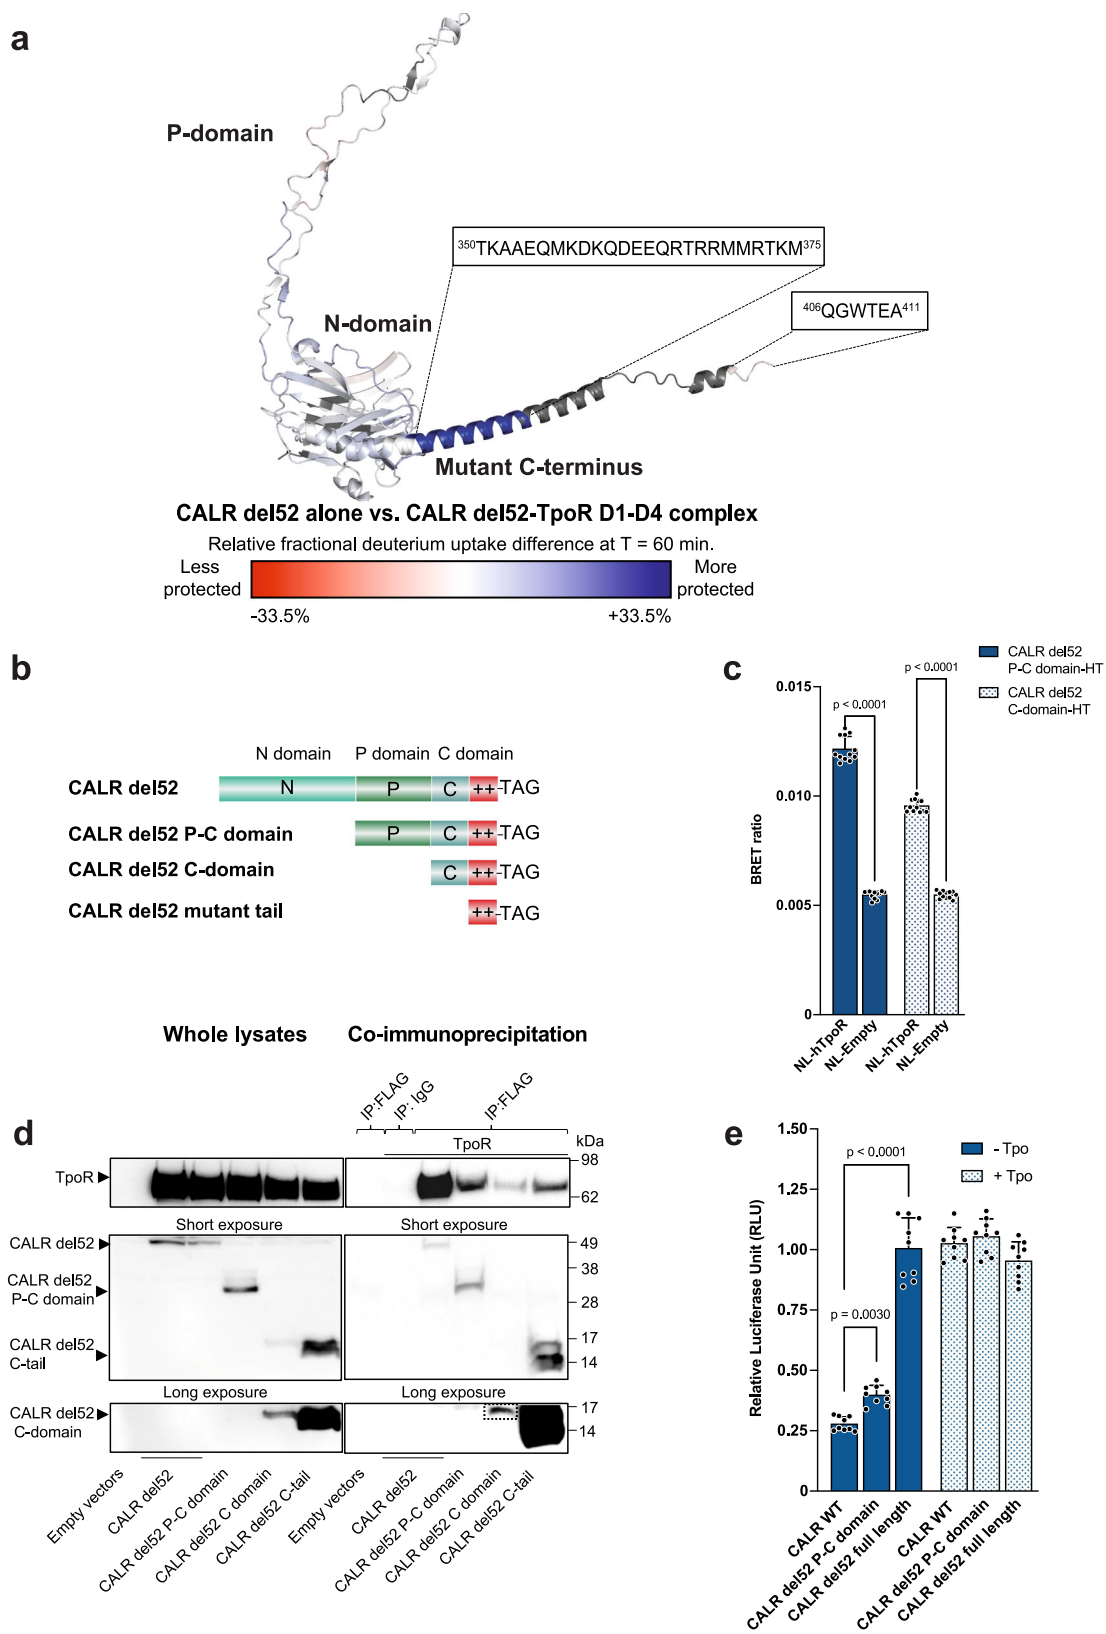 a
P-domain
³⁵⁰TKAAEQMKDKQDEEQRTRRMMRTKM³⁷⁵
⁴⁰⁶QGWTEA⁴¹¹
N-domain
Mutant C-terminus
CALR del52 alone vs. CALR del52-TpoR D1-D4 complex
Relative fractional deuterium uptake difference at T = 60 min.
Less protected
More protected
-33.5%
+33.5%
b
N domain P domain C domain
CALR del52
N P C ++ -TAG
CALR del52 P-C domain
P C ++ -TAG
CALR del52 C-domain
C ++ -TAG
CALR del52 mutant tail
++ -TAG
c
CALR del52
P-C domain-HT
CALR del52
C-domain-HT
p < 0.0001
p < 0.0001
BRET ratio
0.015
0.010
0.005
0
NL-hTpoR
NL-Empty
NL-hTpoR
NL-Empty
d
Whole lysates
Co-immunoprecipitation
IP:FLAG
IP: IgG
IP:FLAG
TpoR
kDa
TpoR
98
62
Short exposure
Short exposure
CALR del52
CALR del52
P-C domain
CALR del52
C-tail
49
38
28
17
14
Long exposure
Long exposure
CALR del52
C-domain
17
14
Empty vectors
CALR del52
CALR del52 P-C domain
CALR del52 C domain
CALR del52 C-tail
Empty vectors
CALR del52
CALR del52 P-C domain
CALR del52 C domain
CALR del52 C-tail
e
- Tpo
+ Tpo
p < 0.0001
p = 0.0030
Relative Luciferase Unit (RLU)
1.50
1.25
1.00
0.75
0.50
0.25
0
CALR WT
CALR del52 P-C domain
CALR del52 full length
CALR WT
CALR del52 P-C domain
CALR del52 full length